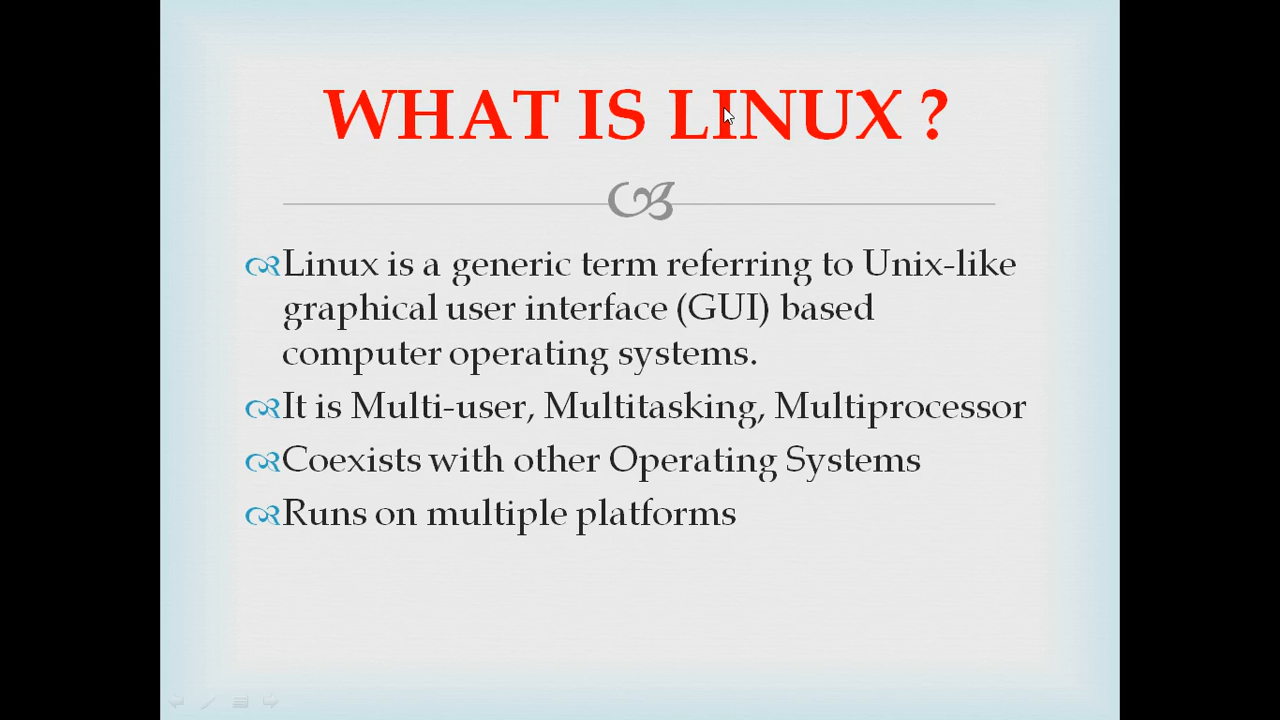 WHAT IS LINUX ?
Linux is a generic term referring to Unix-like
graphical user interface (GUI) based
computer operating systems.
It is Multi-user, Multitasking, Multiprocessor
Coexists with other Operating Systems
Runs on multiple platforms